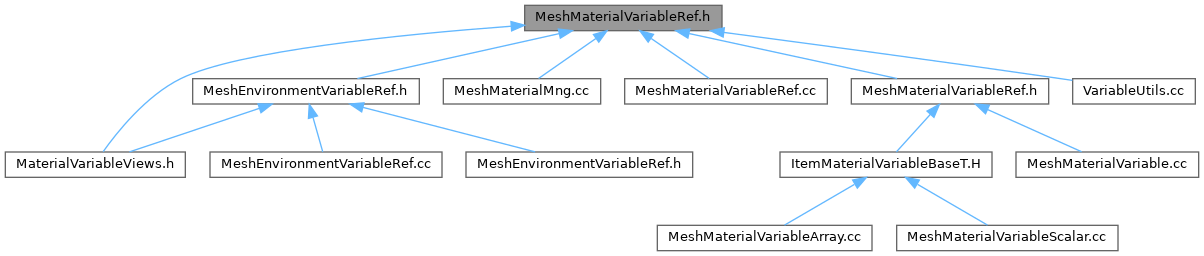 MeshMaterialVariableRef.h
MeshEnvironmentVariableRef.h
MeshMaterialMng.cc
MeshMaterialVariableRef.cc
MeshMaterialVariableRef.h
VariableUtils.cc
MaterialVariableViews.h
MeshEnvironmentVariableRef.cc
MeshEnvironmentVariableRef.h
ItemMaterialVariableBaseT.H
MeshMaterialVariable.cc
MeshMaterialVariableArray.cc
MeshMaterialVariableScalar.cc